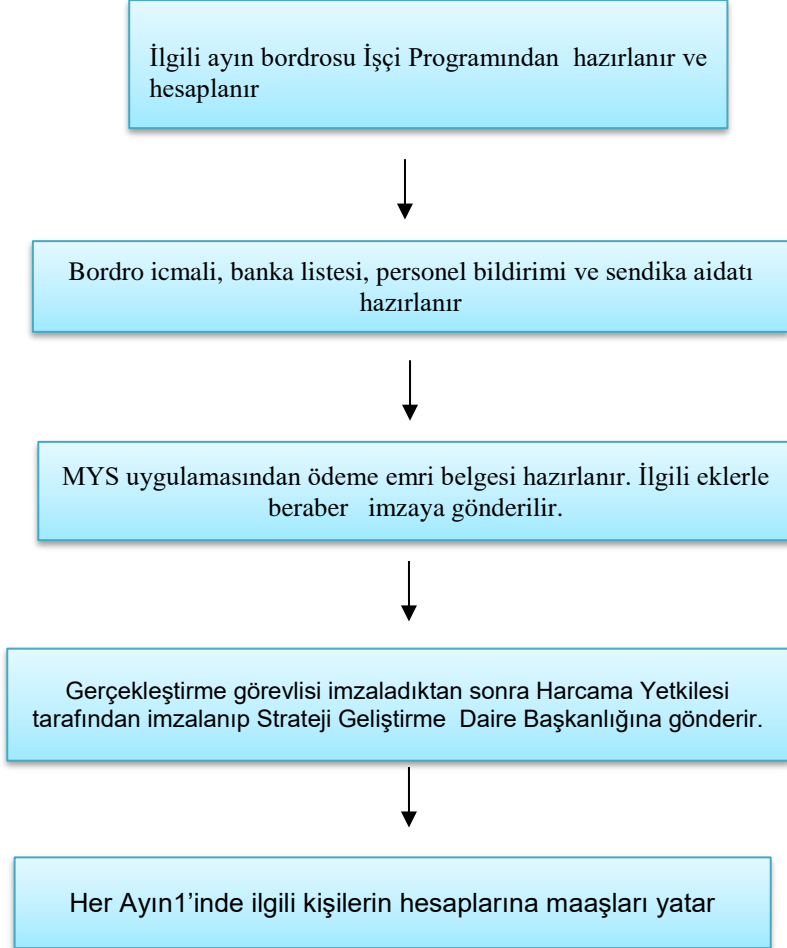 İlgili ayın bordrosu İşçi Programından  hazırlanır ve
hesaplanır
Bordro icmali, banka listesi, personel bildirimi ve sendika aidatı
hazırlanır
MYS uygulamasından ödeme emri belgesi hazırlanır. İlgili eklerle
beraber   imzaya gönderilir.
Gerçekleştirme görevlisi imzaladıktan sonra Harcama Yetkilesi
tarafından imzalanıp Strateji Geliştirme  Daire Başkanlığına gönderir.
Her Ayın1’inde ilgili kişilerin hesaplarına maaşları yatar